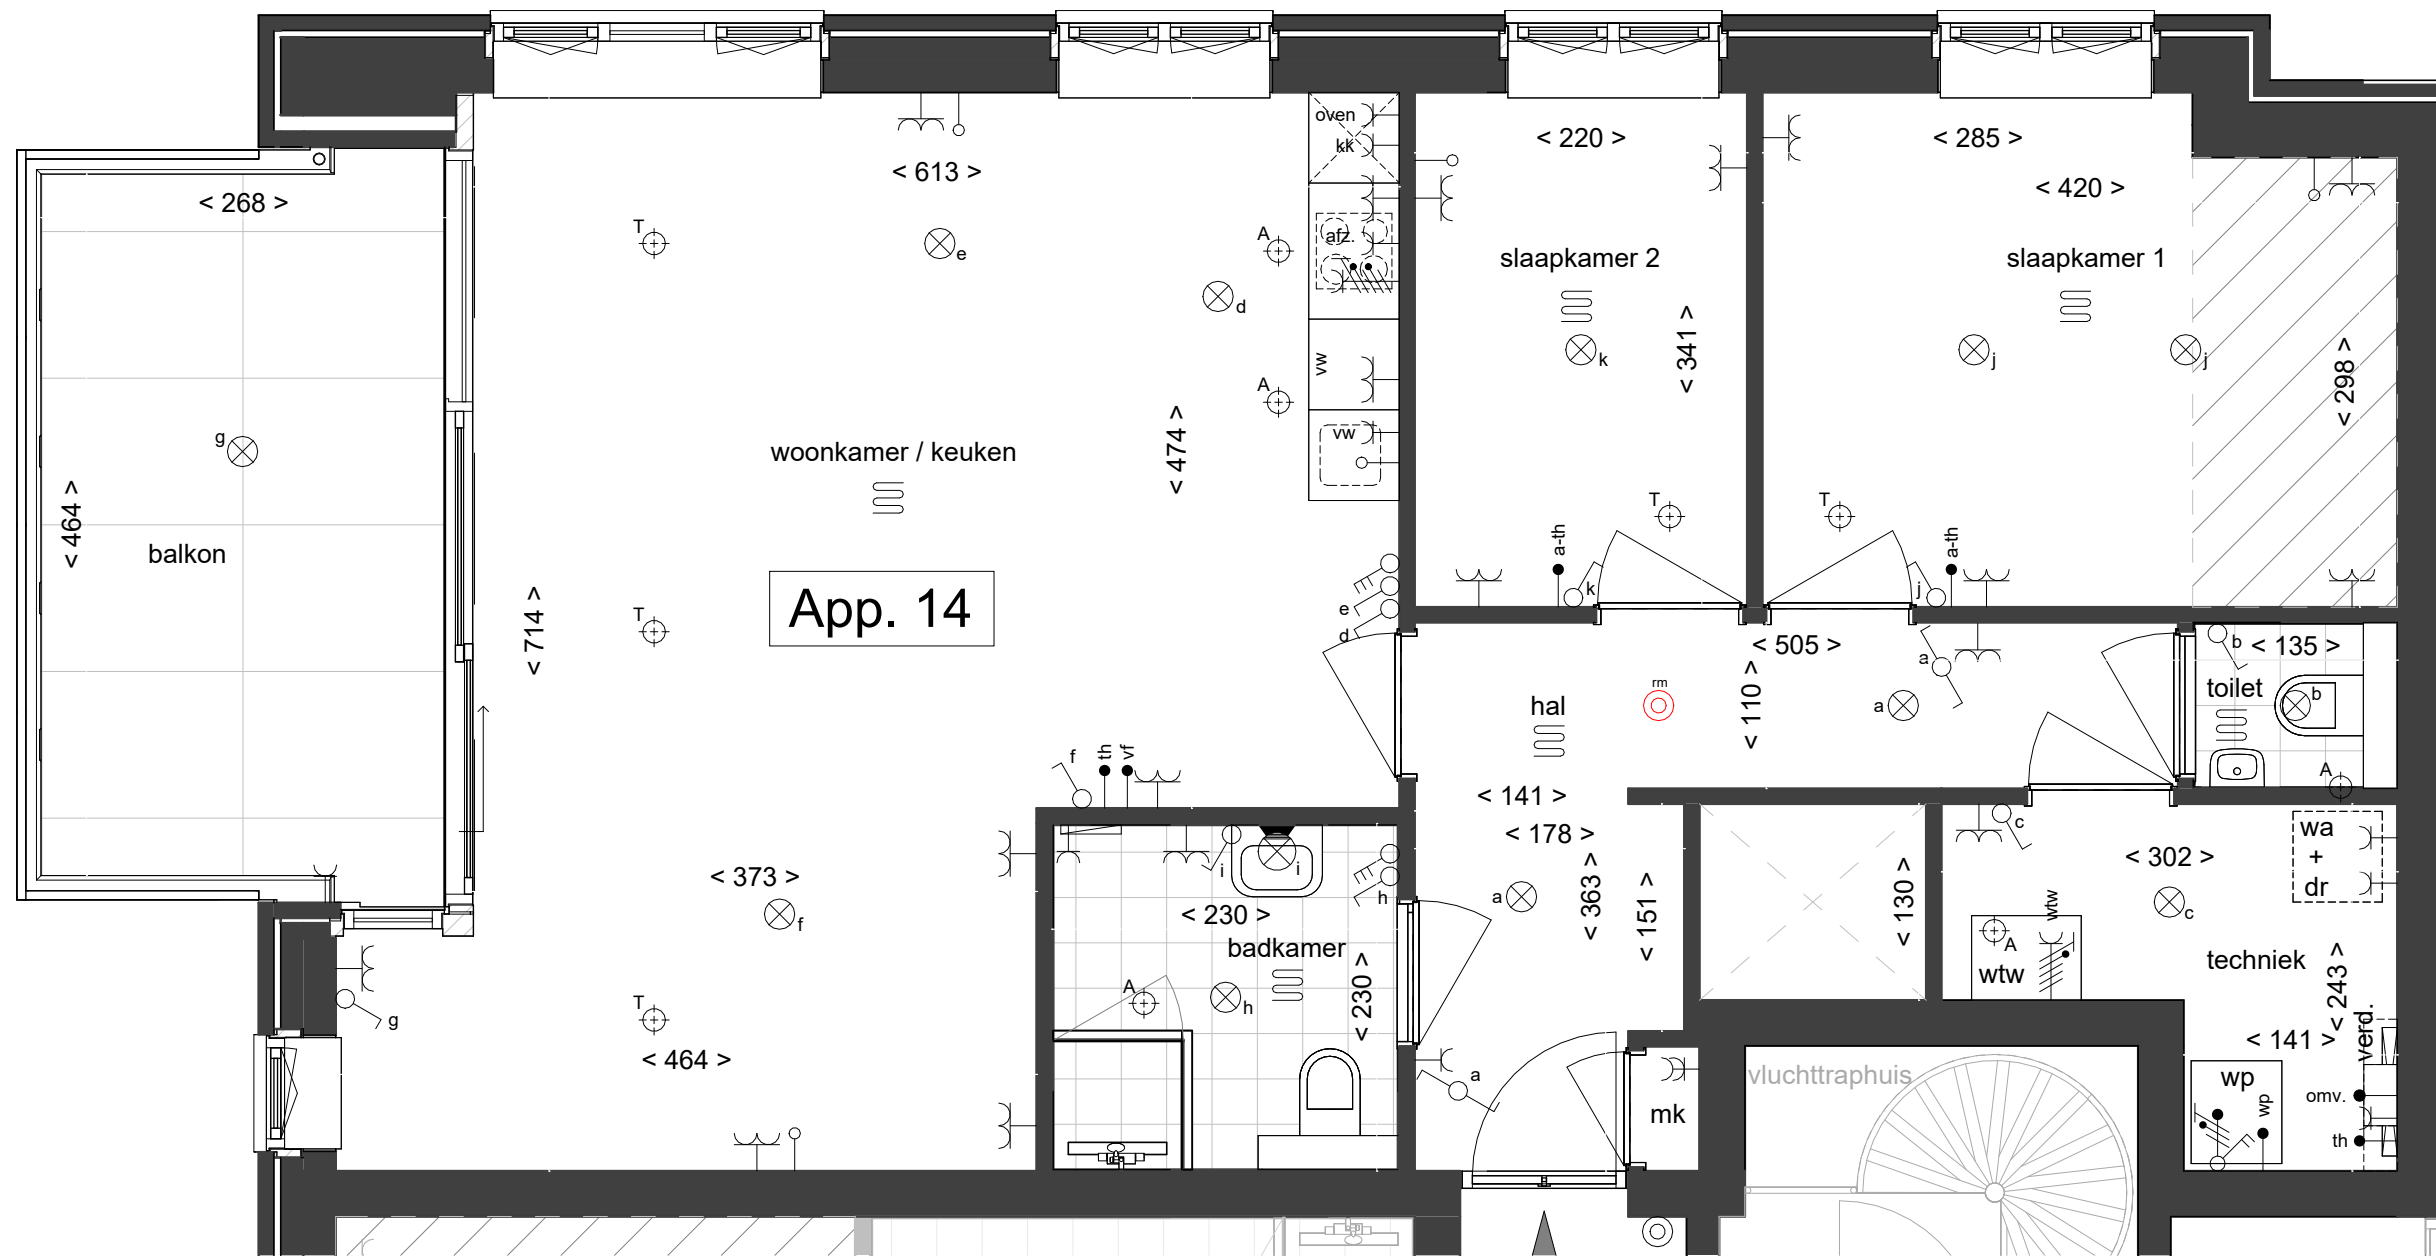 oven
< 220 >
< 285 >
kk
< 613 >
< 420 >
< 268 >
T
e
A
afz.
slaapkamer 2
slaapkamer 1
d
< 341 >
k
j
j
< 298 >
vw
A
g
vw
woonkamer / keuken
< 474 >
T
T
< 464 >
a-th
a-th
balkon
k
j
App. 14
e
d
T
< 714 >
< 505 >
a
b
< 135 >
rm
toilet
b
hal
a
< 110 >
f
th
vf
A
< 141 >
< 178 >
c
wa
+
dr
i
i
h
< 373 >
f
< 363 >
< 151 >
< 130 >
< 302 >
a
c
< 230 >
badkamer
wtw
A
wtw
techniek
A
h
< 230 >
< 243 >
g
T
verd.
< 464 >
< 141 >
a
vluchttraphuis
wp
mk
wp
omv.
th